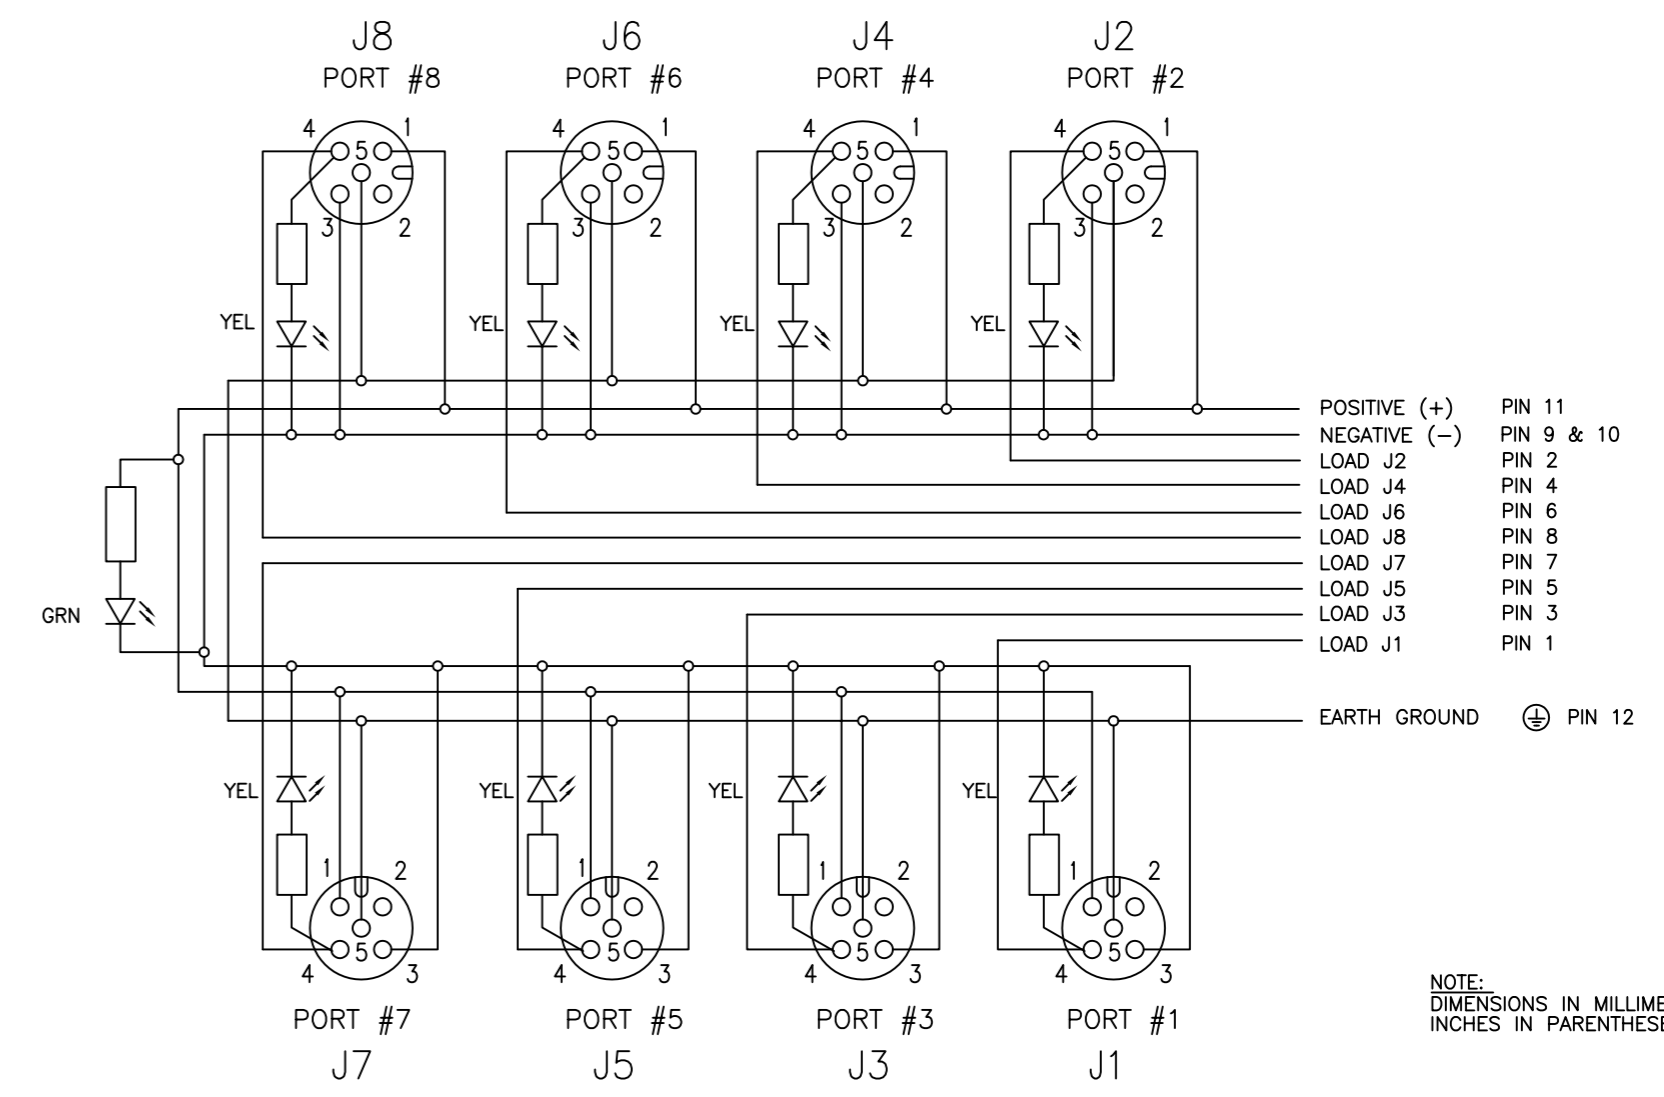 J8 J6 J4 J2
PORT #8 PORT #6 PORT #4 PORT #2
4 1 4 1 4 1 4 1
5 5 5 5
3 2 3 2 3 2 3 2
YEL YEL YEL YEL
POSITIVE (+) PIN 11
NEGATIVE (-) PIN 9 & 10
LOAD J2 PIN 2
LOAD J4 PIN 4
LOAD J6 PIN 6
LOAD J8 PIN 8
LOAD J7 PIN 7
LOAD J5 PIN 5
LOAD J3 PIN 3
LOAD J1 PIN 1
GRN
EARTH GROUND PIN 12
YEL YEL YEL YEL
1 2 1 2 1 2 1 2
5 5 5 5
4 3 4 3 4 3 4 3
PORT #7 PORT #5 PORT #3 PORT #1
J7 J5 J3 J1
NOTE:
DIMENSIONS IN MILLIME
INCHES IN PARENTHESE